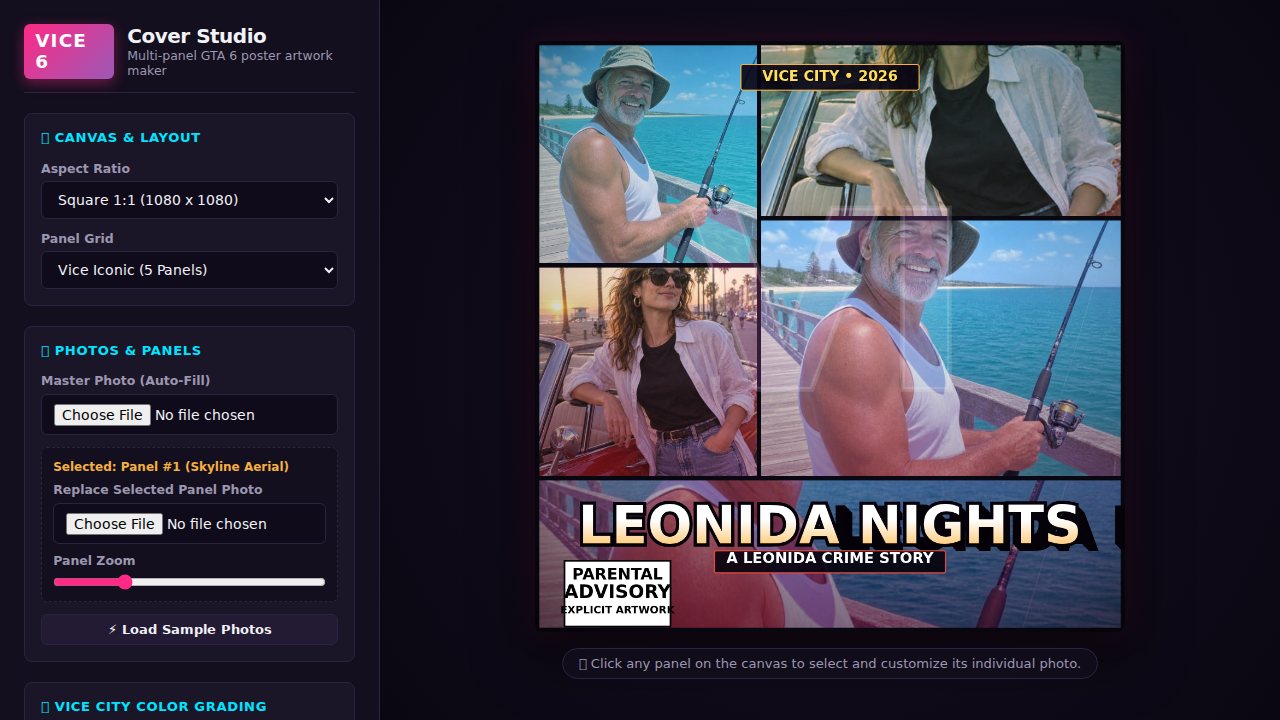 VICE
6
Cover Studio
Multi-panel GTA 6 poster artwork
maker
CANVAS & LAYOUT
Aspect Ratio
Square 1:1 (1080 x 1080)
Panel Grid
Vice Iconic (5 Panels)
PHOTOS & PANELS
Master Photo (Auto-Fill)
Choose File No file chosen
Selected: Panel #1 (Skyline Aerial)
Replace Selected Panel Photo
Choose File No file chosen
Panel Zoom
⚡ Load Sample Photos
VICE CITY COLOR GRADING
VICE CITY • 2026
LEONIDA NIGHTS
A LEONIDA CRIME STORY
PARENTAL
ADVISORY
EXPLICIT ARTWORK
Click any panel on the canvas to select and customize its individual photo.